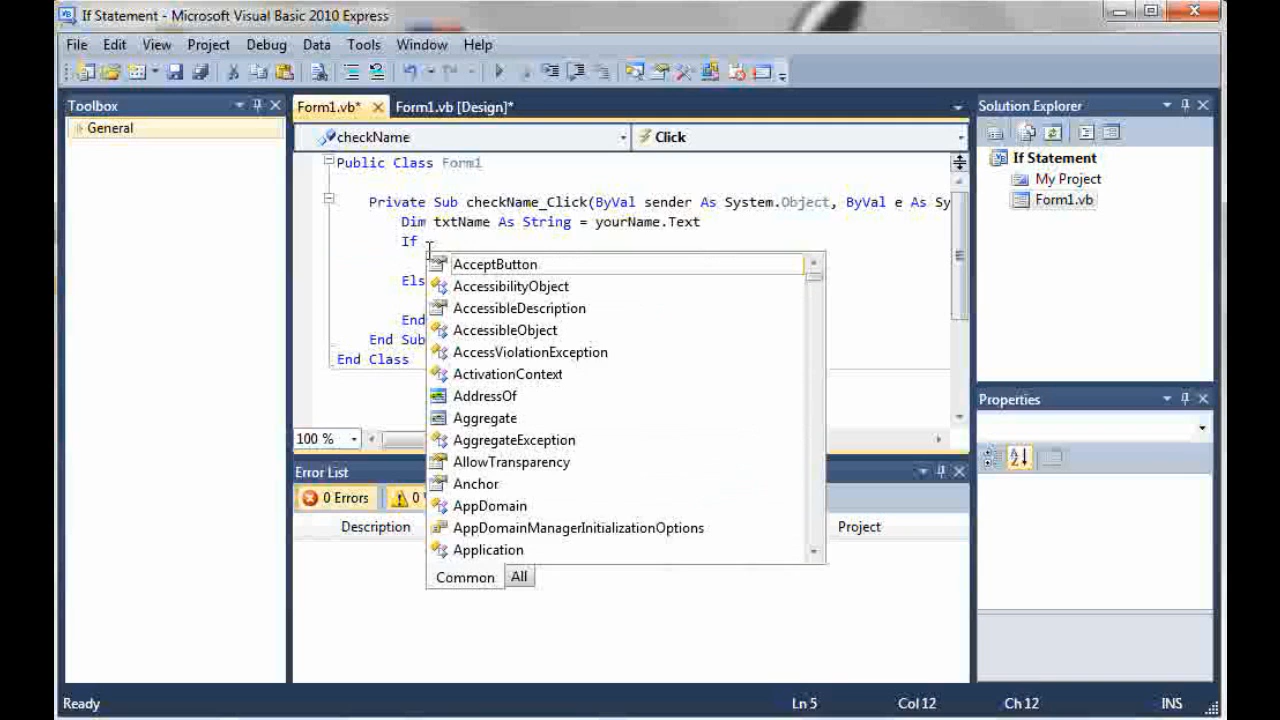 If Statement - Microsoft Visual Basic 2010 Express
File Edit View Project Debug Data Tools Window Help
Toolbox
General
Form1.vb* Form1.vb [Design]*
checkName Click
Public Class Form1
Private Sub checkName_Click(ByVal sender As System.Object, ByVal e As Sy
Dim txtName As String = yourName.Text
If
Els
End
End Sub
End Class
AcceptButton
AccessibilityObject
AccessibleDescription
AccessibleObject
AccessViolationException
ActivationContext
AddressOf
Aggregate
AggregateException
AllowTransparency
Anchor
AppDomain
AppDomainManagerInitializationOptions
Application
Common All
100 %
Error List
0 Errors 0
Description Project
Solution Explorer
If Statement
My Project
Form1.vb
Properties
Ready Ln 5 Col 12 Ch 12 INS